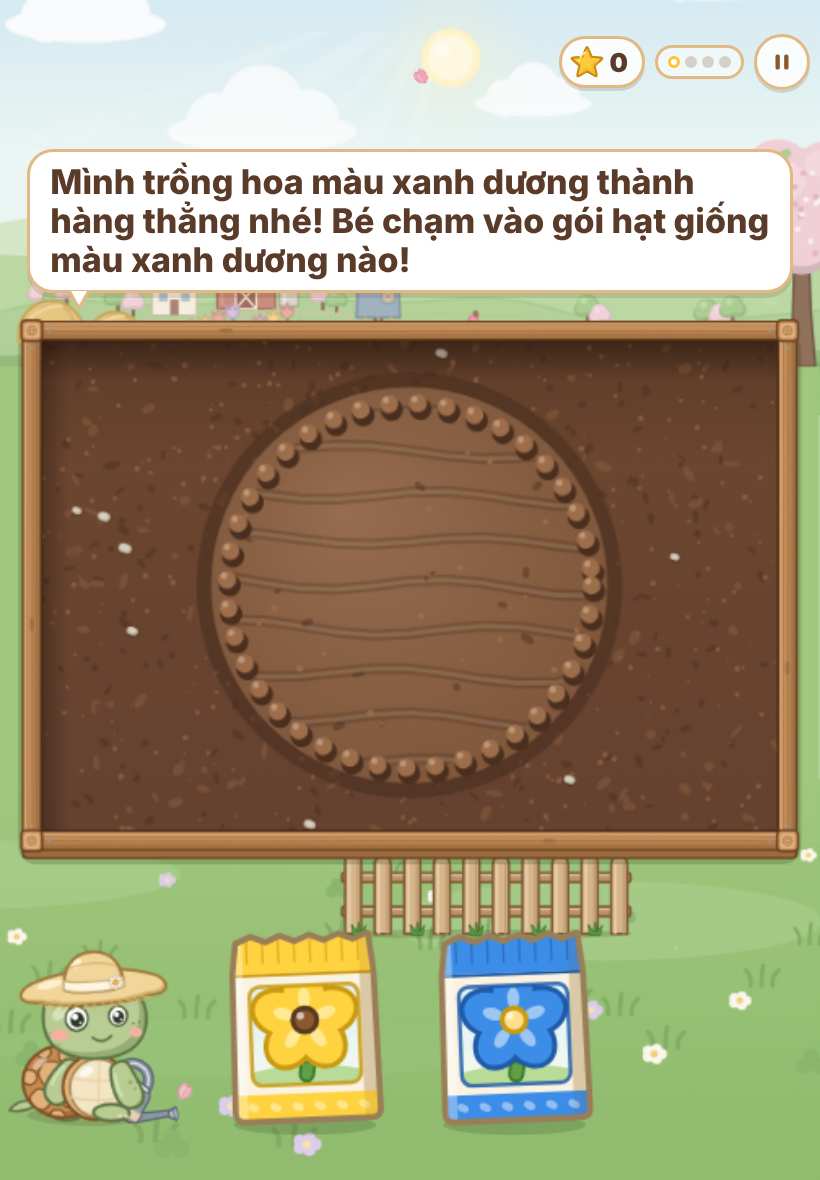 0
Mình trồng hoa màu xanh dương thành
hàng thẳng nhé! Bé chạm vào gói hạt giống
màu xanh dương nào!